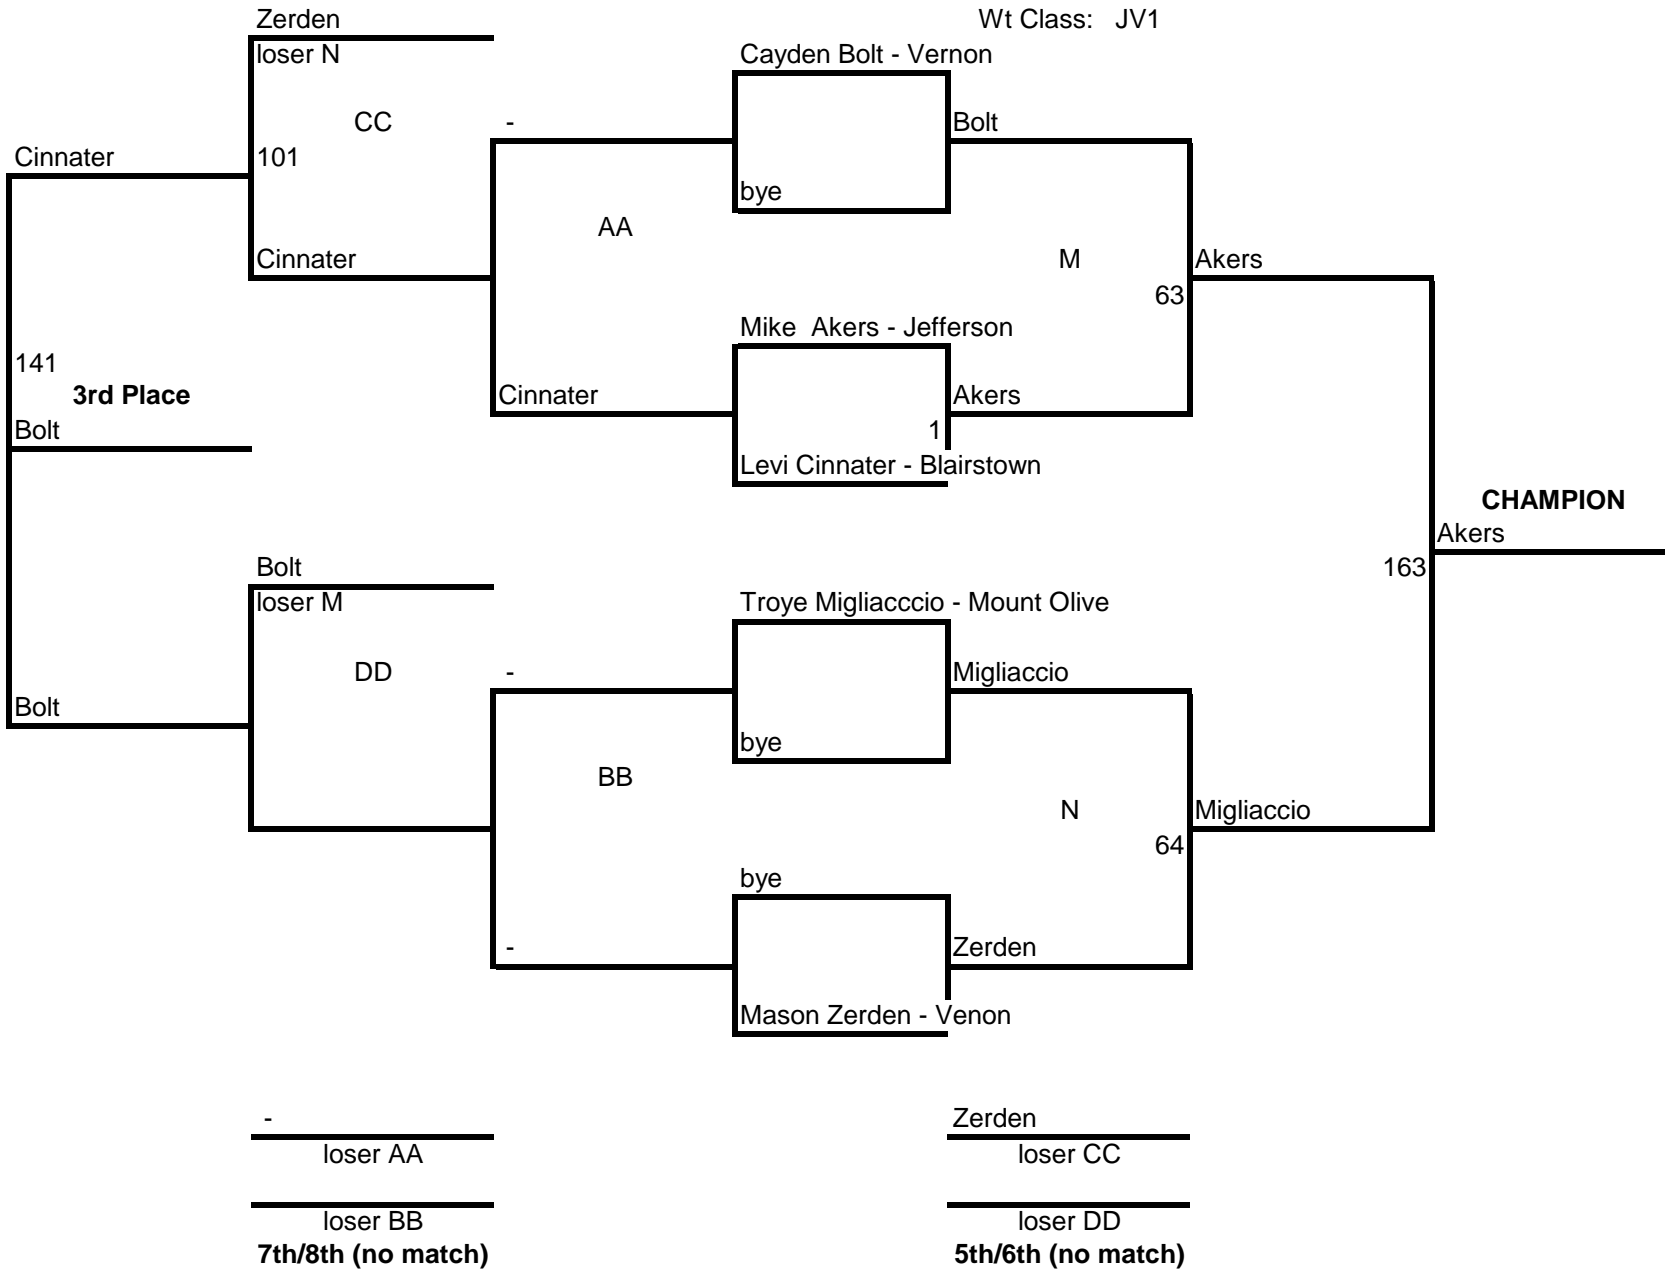 Zerden
Wt Class: JV1
loser N
Cayden Bolt - Vernon
CC
-
Bolt
Cinnater
101
bye
AA
Cinnater
M
Akers
63
Mike Akers - Jefferson
141
3rd Place
Cinnater
Akers
Bolt
1
Levi Cinnater - Blairstown
CHAMPION
Akers
Bolt
163
loser M
Troye Migliacccio - Mount Olive
DD
-
Migliaccio
Bolt
bye
BB
N
Migliaccio
64
bye
-
Zerden
Mason Zerden - Venon
-
Zerden
loser AA
loser CC
loser BB
loser DD
7th/8th (no match)
5th/6th (no match)